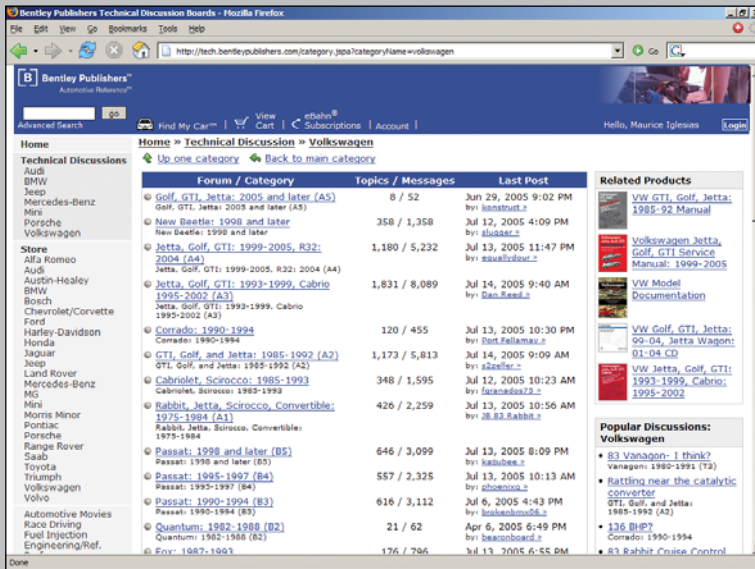 Bentley Publishers Technical Discussion Boards - Mozilla Firefox
File Edit View Go Bookmarks Tools Help
http://tech.bentleypublishers.com/category.jspa?categoryName=volkswagen
Go
Bentley Publishers™
Automotive Reference™
go
Advanced Search
Find My Car™ | View Cart | eBahn® Subscriptions | Account |
Hello, Maurice Iglesias
Login
Home
Technical Discussions
Audi
BMW
Jeep
Mercedes-Benz
Mini
Porsche
Volkswagen
Store
Alfa Romeo
Audi
Austin-Healey
BMW
Bosch
Chevrolet/Corvette
Ford
Harley-Davidson
Honda
Jaguar
Jeep
Land Rover
Mercedes-Benz
MG
Mini
Morris Minor
Pontiac
Porsche
Range Rover
Saab
Toyota
Triumph
Volkswagen
Volvo
Automotive Movies
Race Driving
Fuel Injection
Engineering/Ref.
Home » Technical Discussion » Volkswagen
Up one category Back to main category
Forum / Category Topics / Messages Last Post
Golf, GTI, Jetta: 2005 and later (A5) 8 / 52 Jun 29, 2005 9:02 PM
Golf, GTI, Jetta: 2005 and later (A5) by: konstruct »
New Beetle: 1998 and later 358 / 1,358 Jul 12, 2005 4:09 PM
New Beetle: 1998 and later by: slugger »
Jetta, Golf, GTI: 1999-2005, R32: 1,180 / 5,232 Jul 13, 2005 11:47 PM
2004 (A4) by: equallydour »
Jetta, Golf, GTI: 1999-2005, R32: 2004 (A4)
Jetta, Golf, GTI: 1993-1999, Cabrio 1,831 / 8,089 Jul 14, 2005 9:40 AM
1995-2002 (A3) by: Dan Reed »
Jetta, Golf, GTI: 1993-1999, Cabrio
1995-2002 (A3)
Corrado: 1990-1994 120 / 455 Jul 13, 2005 10:30 PM
Corrado: 1990-1994 by: Port Fellamay »
GTI, Golf, and Jetta: 1985-1992 (A2) 1,173 / 5,813 Jul 14, 2005 9:09 AM
GTI, Golf, and Jetta: 1985-1992 (A2) by: a2zeller »
Cabriolet, Scirocco: 1985-1993 348 / 1,595 Jul 12, 2005 10:23 AM
Cabriolet, Scirocco: 1985-1993 by: fgranados73 »
Rabbit, Jetta, Scirocco, Convertible: 426 / 2,259 Jul 13, 2005 10:56 AM
1975-1984 (A1) by: JB 83 Rabbit »
Rabbit, Jetta, Scirocco, Convertible:
1975-1984
Passat: 1998 and later (B5) 646 / 3,099 Jul 13, 2005 8:09 PM
Passat: 1998 and later (B5) by: katiubee »
Passat: 1995-1997 (B4) 557 / 2,325 Jul 13, 2005 10:13 AM
Passat: 1995-1997 (B4) by: phoenixg »
Passat: 1990-1994 (B3) 616 / 3,112 Jul 6, 2005 4:43 PM
Passat: 1990-1994 (B3) by: brokenbmx06 »
Quantum: 1982-1988 (B2) 21 / 62 Apr 6, 2005 6:49 PM
Quantum: 1982-1988 (B2) by: bearonboard »
Fox: 1987-1993 176 / 796 Jul 13, 2005 6:55 PM
Related Products
VW GTI, Golf, Jetta:
1985-92 Manual
Volkswagen Jetta,
Golf, GTI Service
Manual: 1999-2005
VW Model
Documentation
VW Golf, GTI, Jetta:
99-04, Jetta Wagon:
01-04 CD
VW Jetta, Golf, GTI:
1993-1999, Cabrio:
1995-2002
Popular Discussions:
Volkswagen
83 Vanagon- I think?
Vanagon: 1980-1991 (T3)
Rattling near the catalytic
converter
GTI, Golf, and Jetta:
1985-1992 (A2)
136 BHP?
Corrado: 1990-1994
83 Rabbit Cruise Control
Done